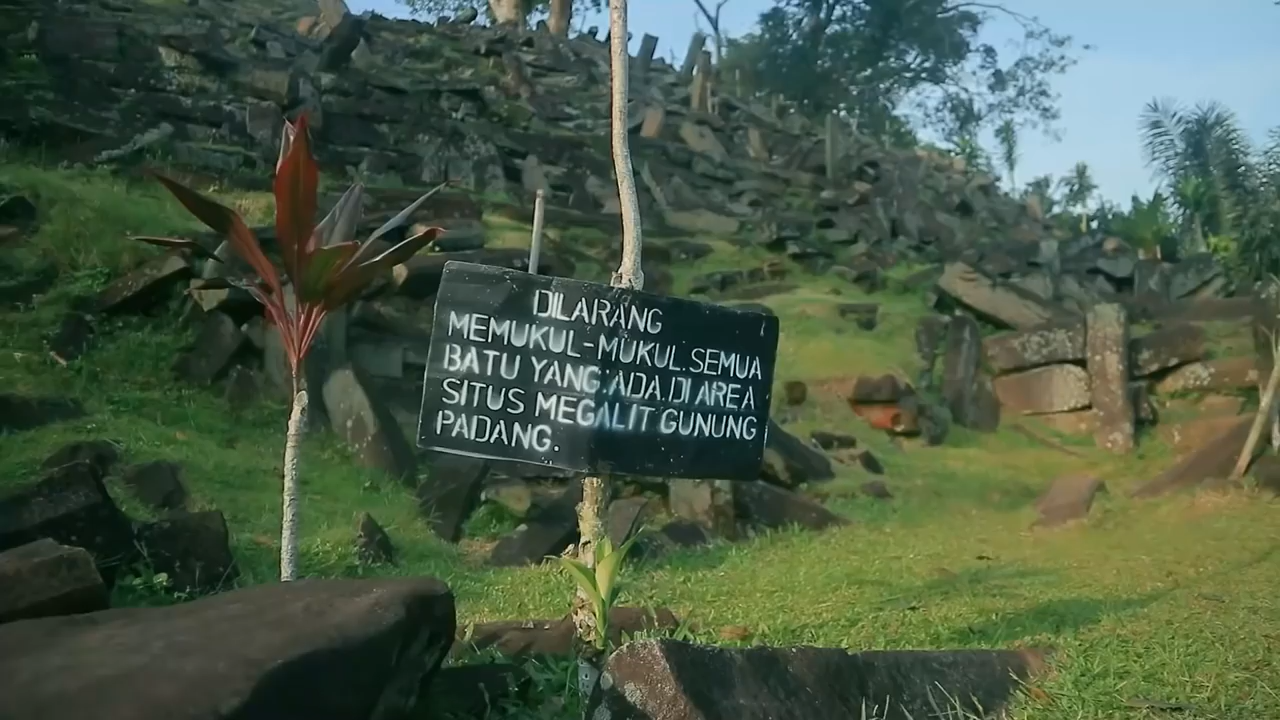 DILARANG
MEMUKUL-MUKUL.SEMUA
BATU YANG.ADA.DI AREA
SITUS MEGALIT GUNUNG
PADANG.